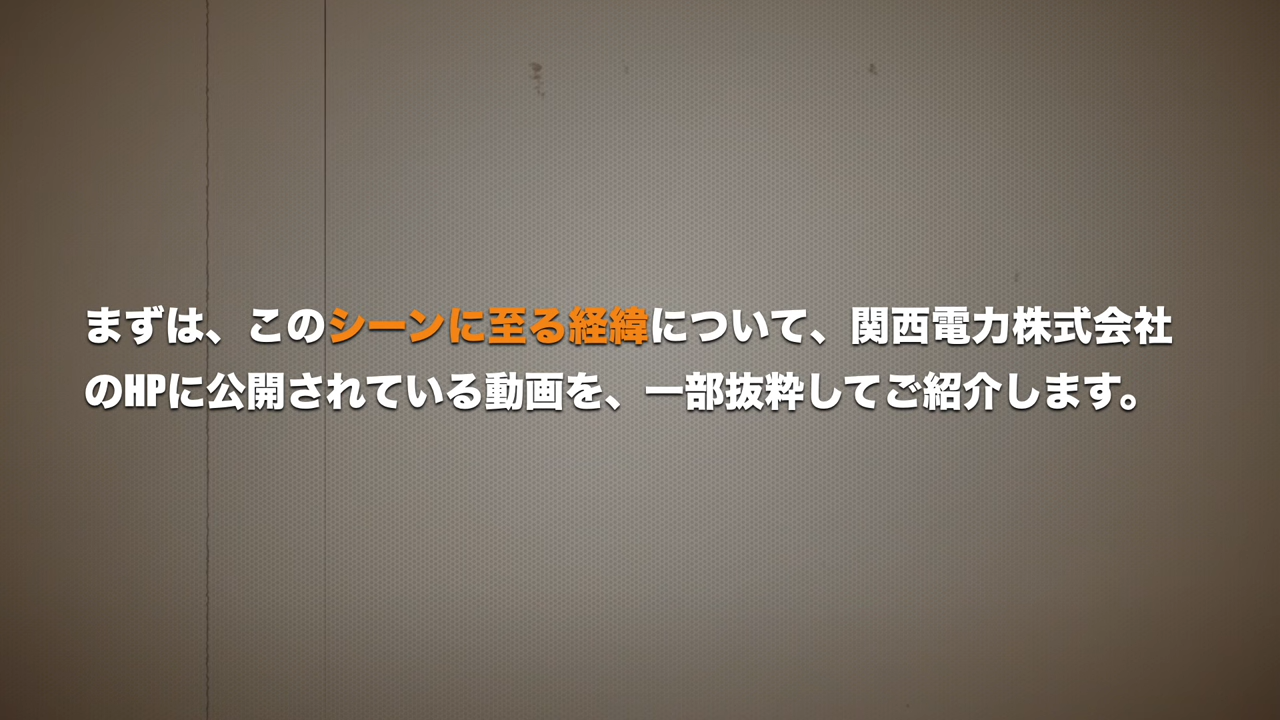 まずは、このシーンに至る経緯について、関西電力株式会社
のHPに公開されている動画を、一部抜粋してご紹介します。